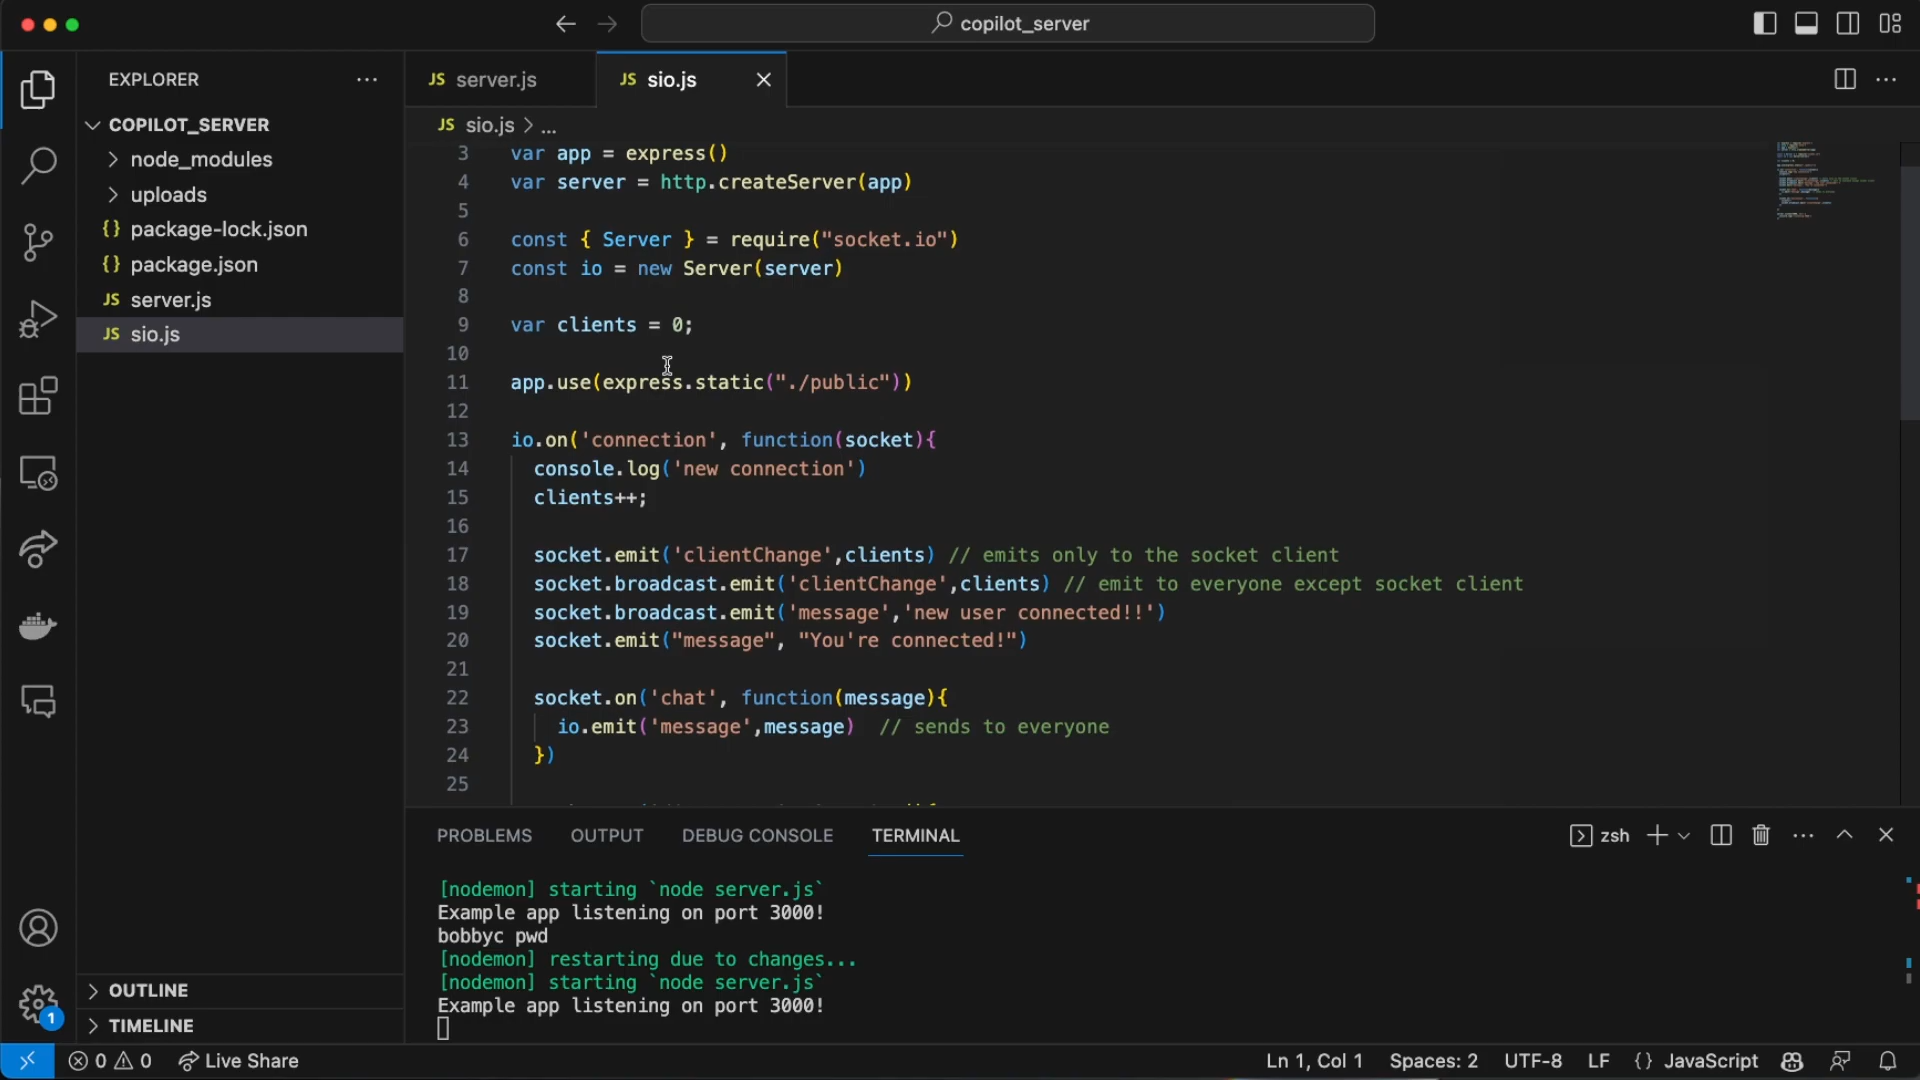 copilot_server
EXPLORER
COPILOT_SERVER
node_modules
uploads
{} package-lock.json
{} package.json
JS server.js
JS sio.js
OUTLINE
TIMELINE
JS server.js
JS sio.js
JS sio.js > ...
3 var app = express()
4 var server = http.createServer(app)
5
6 const { Server } = require("socket.io")
7 const io = new Server(server)
8
9 var clients = 0;
10
11 app.use(express.static("./public"))
12
13 io.on('connection', function(socket){
14 console.log('new connection')
15 clients++;
16
17 socket.emit('clientChange',clients) // emits only to the socket client
18 socket.broadcast.emit('clientChange',clients) // emit to everyone except socket client
19 socket.broadcast.emit('message','new user connected!!')
20 socket.emit("message", "You're connected!")
21
22 socket.on('chat', function(message){
23 io.emit('message',message) // sends to everyone
24 })
25
PROBLEMS OUTPUT DEBUG CONSOLE TERMINAL
zsh
[nodemon] starting `node server.js`
Example app listening on port 3000!
bobbyc pwd
[nodemon] restarting due to changes...
[nodemon] starting `node server.js`
Example app listening on port 3000!
1
0 0 Live Share
Ln 1, Col 1 Spaces: 2 UTF-8 LF {} JavaScript